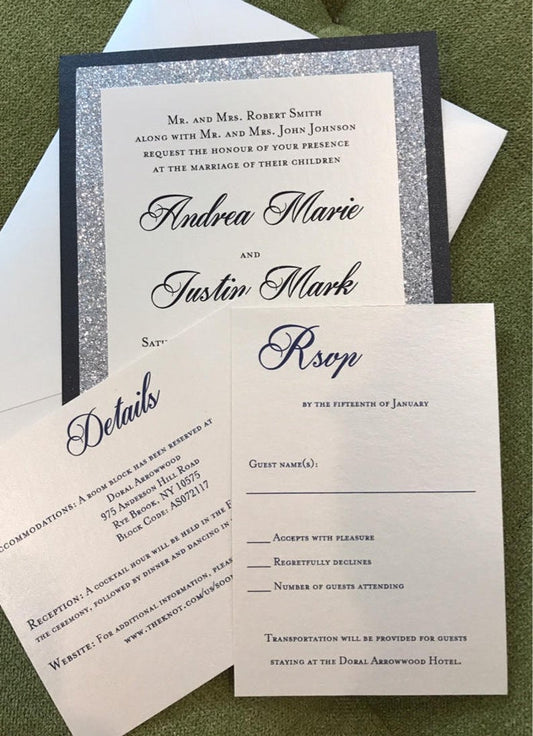 Mr. and Mrs. Robert Smith
along with Mr. and Mrs. John Johnson
request the honour of your presence
at the marriage of their children
Andrea Marie
and
Justin Mark
Details
Accommodations: A room block has been reserved at
Doral Arrowwood
975 Anderson Hill Road
Rye Brook, NY 10575
Block Code: AS072117
Reception: A cocktail hour will be held in the
the ceremony, followed by dinner and dancing in
Website: For additional information, please
www.theknot.com/us/
Rsvp
by the fifteenth of January
Guest name(s):
Accepts with pleasure
Regretfully declines
Number of guests attending
Transportation will be provided for guests
staying at the Doral Arrowwood Hotel.